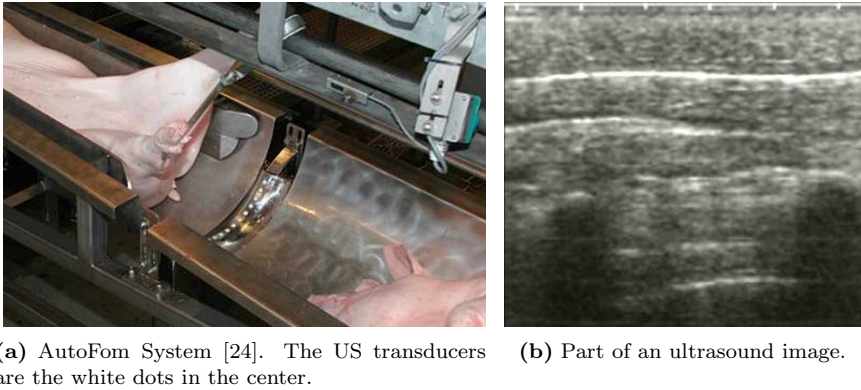 (a) AutoFom System [24]. The US transducers
are the white dots in the center.
(b) Part of an ultrasound image.